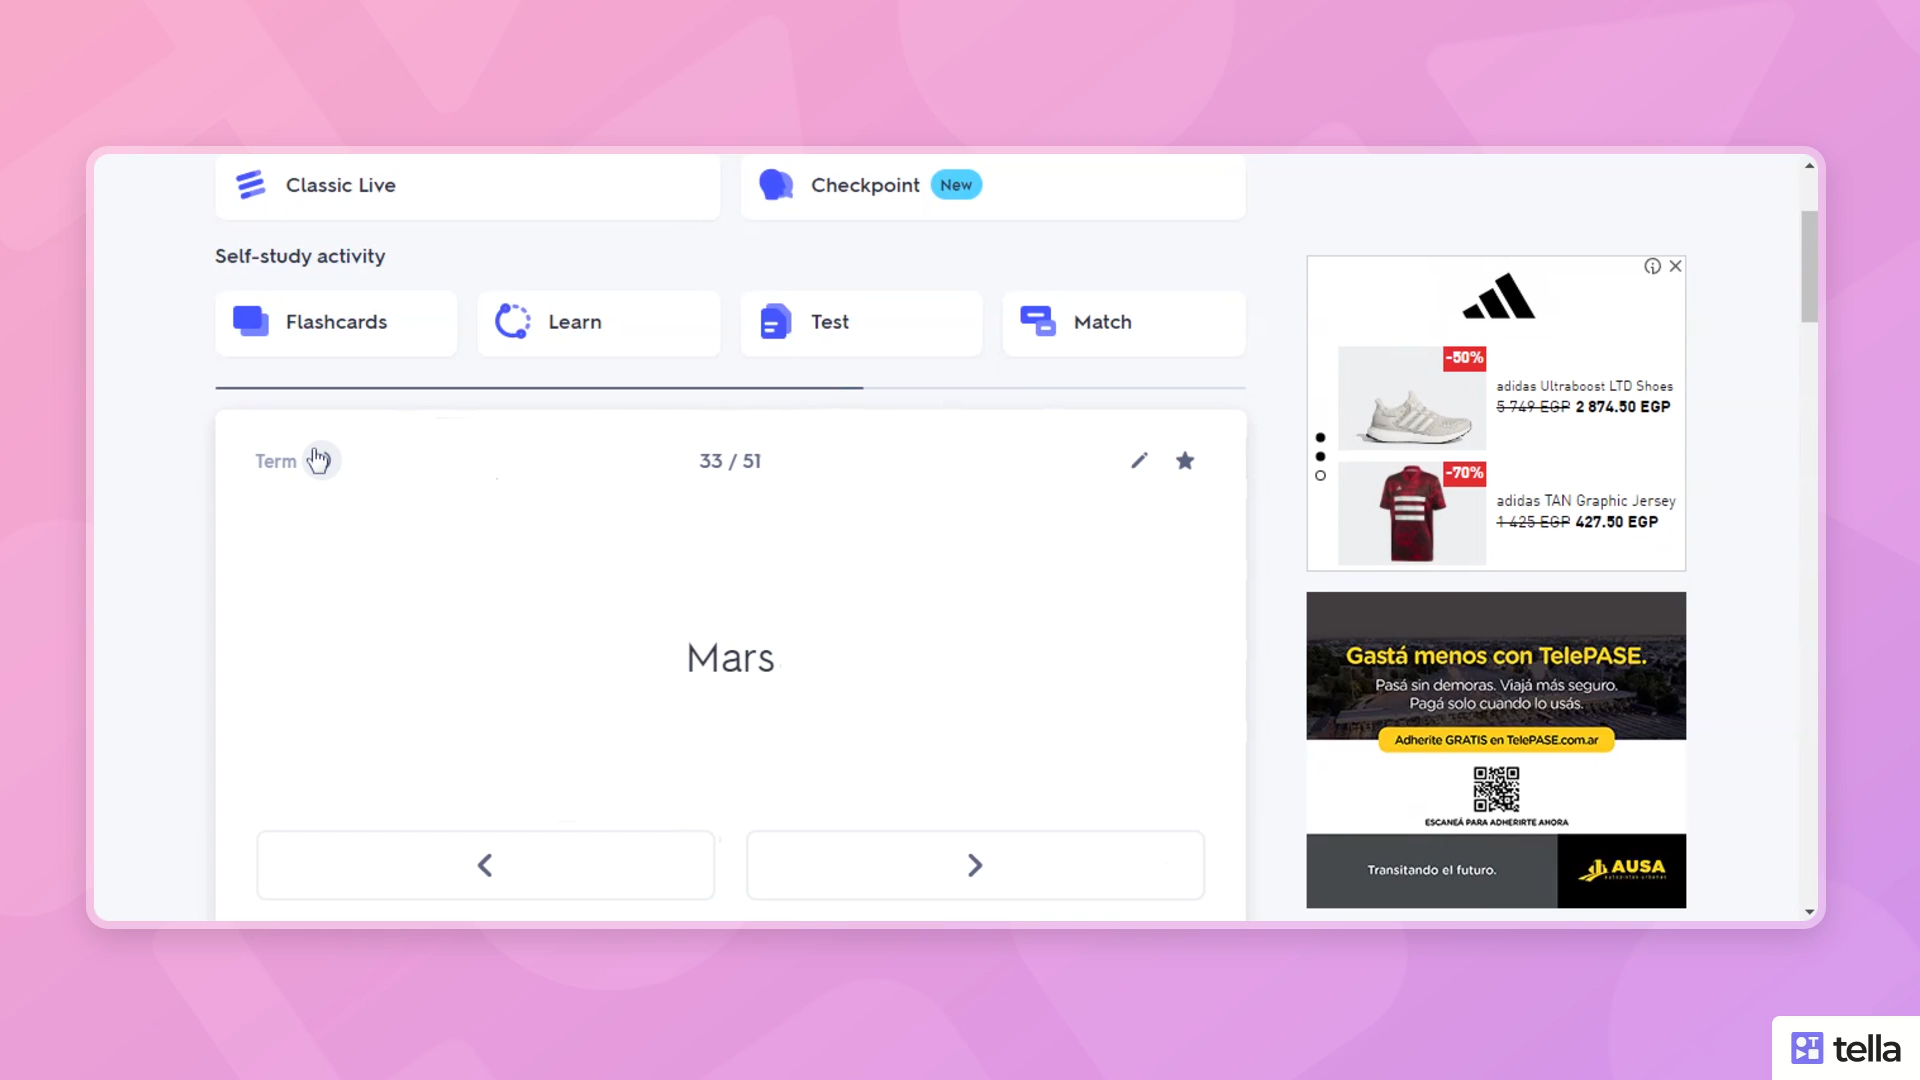 Classic Live
Checkpoint New
Self-study activity
Flashcards
Learn
Test
Match
Term
33 / 51
Mars
-50%
adidas Ultraboost LTD Shoes
5 749 EGP 2 874.50 EGP
-70%
adidas TAN Graphic Jersey
1 425 EGP 427.50 EGP
Gastá menos con TelePASE.
Pasá sin demoras. Viajá más seguro.
Pagá solo cuando lo usás.
Adherite GRATIS en TelePASE.com.ar
ESCANEÁ PARA ADHERIRTE AHORA
Transitando el futuro.
AUSA
autopistas urbanas
tella